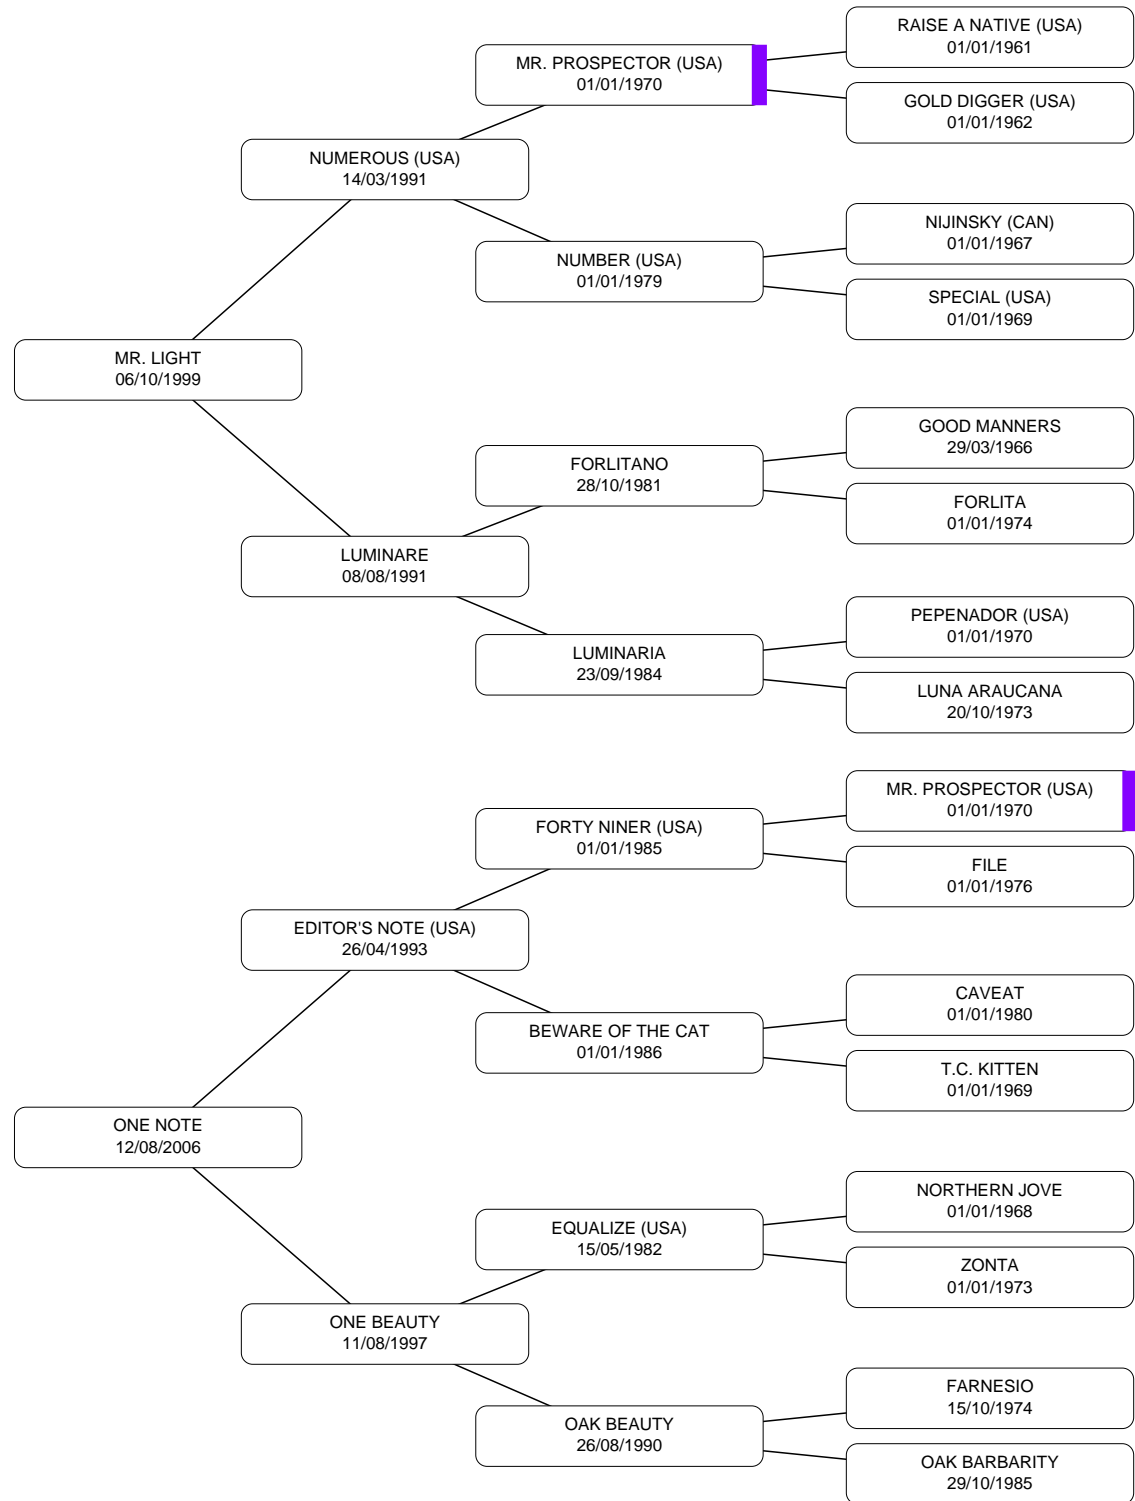 RAISE A NATIVE (USA)
01/01/1961
MR. PROSPECTOR (USA)
01/01/1970
GOLD DIGGER (USA)
01/01/1962
NUMEROUS (USA)
14/03/1991
NIJINSKY (CAN)
01/01/1967
NUMBER (USA)
01/01/1979
SPECIAL (USA)
01/01/1969
MR. LIGHT
06/10/1999
GOOD MANNERS
29/03/1966
FORLITANO
28/10/1981
FORLITA
01/01/1974
LUMINARE
08/08/1991
PEPENADOR (USA)
01/01/1970
LUMINARIA
23/09/1984
LUNA ARAUCANA
20/10/1973
MR. PROSPECTOR (USA)
01/01/1970
FORTY NINER (USA)
01/01/1985
FILE
01/01/1976
EDITOR'S NOTE (USA)
26/04/1993
CAVEAT
01/01/1980
BEWARE OF THE CAT
01/01/1986
T.C. KITTEN
01/01/1969
ONE NOTE
12/08/2006
NORTHERN JOVE
01/01/1968
EQUALIZE (USA)
15/05/1982
ZONTA
01/01/1973
ONE BEAUTY
11/08/1997
FARNESIO
15/10/1974
OAK BEAUTY
26/08/1990
OAK BARBARITY
29/10/1985